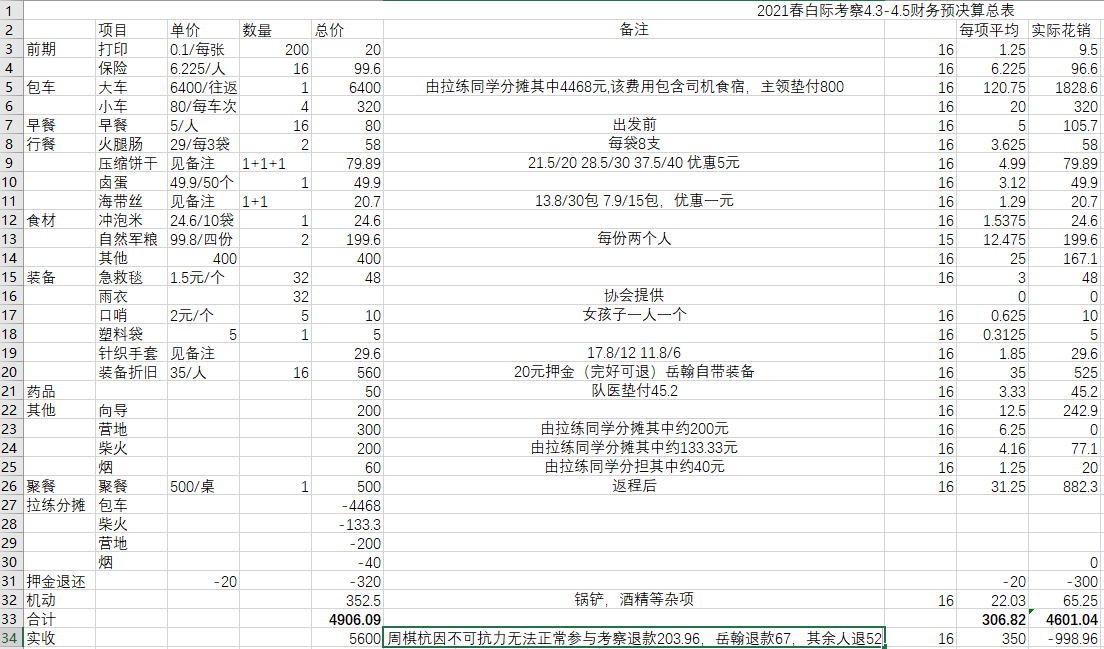 1 2021春白际考察4.3-4.5财务预决算总表
2 项目 单价 数量 总价 备注 每项平均 实际花销
3 前期 打印 0.1/每张 200 20 16 1.25 9.5
4 保险 6.225/人 16 99.6 16 6.225 96.6
5 包车 大车 6400/往返 1 6400 由拉练同学分摊其中4468元,该费用包含司机食宿，主领垫付800 16 120.75 1828.6
6 小车 80/每车次 4 320 16 20 320
7 早餐 早餐 5/人 16 80 出发前 16 5 105.7
8 行餐 火腿肠 29/每3袋 2 58 每袋8支 16 3.625 58
9 压缩饼干 见备注 1+1+1 79.89 21.5/20 28.5/30 37.5/40 优惠5元 16 4.99 79.89
10 卤蛋 49.9/50个 1 49.9 16 3.12 49.9
11 海带丝 见备注 1+1 20.7 13.8/30包 7.9/15包，优惠一元 16 1.29 20.7
12 食材 冲泡米 24.6/10袋 1 24.6 16 1.5375 24.6
13 自然军粮 99.8/四份 2 199.6 每份两个人 15 12.475 199.6
14 其他 400 400 16 25 167.1
15 装备 急救毯 1.5元/个 32 48 16 3 48
16 雨衣 32 协会提供 0 0
17 口哨 2元/个 5 10 女孩子一人一个 16 0.625 10
18 塑料袋 5 1 5 16 0.3125 5
19 针织手套 见备注 29.6 17.8/12 11.8/6 16 1.85 29.6
20 装备折旧 35/人 16 560 20元押金（完好可退）岳翰自带装备 16 35 525
21 药品 50 队医垫付45.2 16 3.33 45.2
22 其他 向导 200 16 12.5 242.9
23 营地 300 由拉练同学分摊其中约200元 16 6.25 0
24 柴火 200 由拉练同学分摊其中约133.33元 16 4.16 77.1
25 烟 60 由拉练同学分担其中约40元 16 1.25 20
26 聚餐 聚餐 500/桌 1 500 返程后 16 31.25 882.3
27 拉练分摊 包车 -4468
28 柴火 -133.3
29 营地 -200
30 烟 -40 0
31 押金退还 -20 -320 -20 -300
32 机动 352.5 锅铲，酒精等杂项 16 22.03 65.25
33 合计 4906.09 306.82 4601.04
34 实收 5600 周棋杭因不可抗力无法正常参与考察退款203.96，岳翰退款67，其余人退52 16 350 -998.96